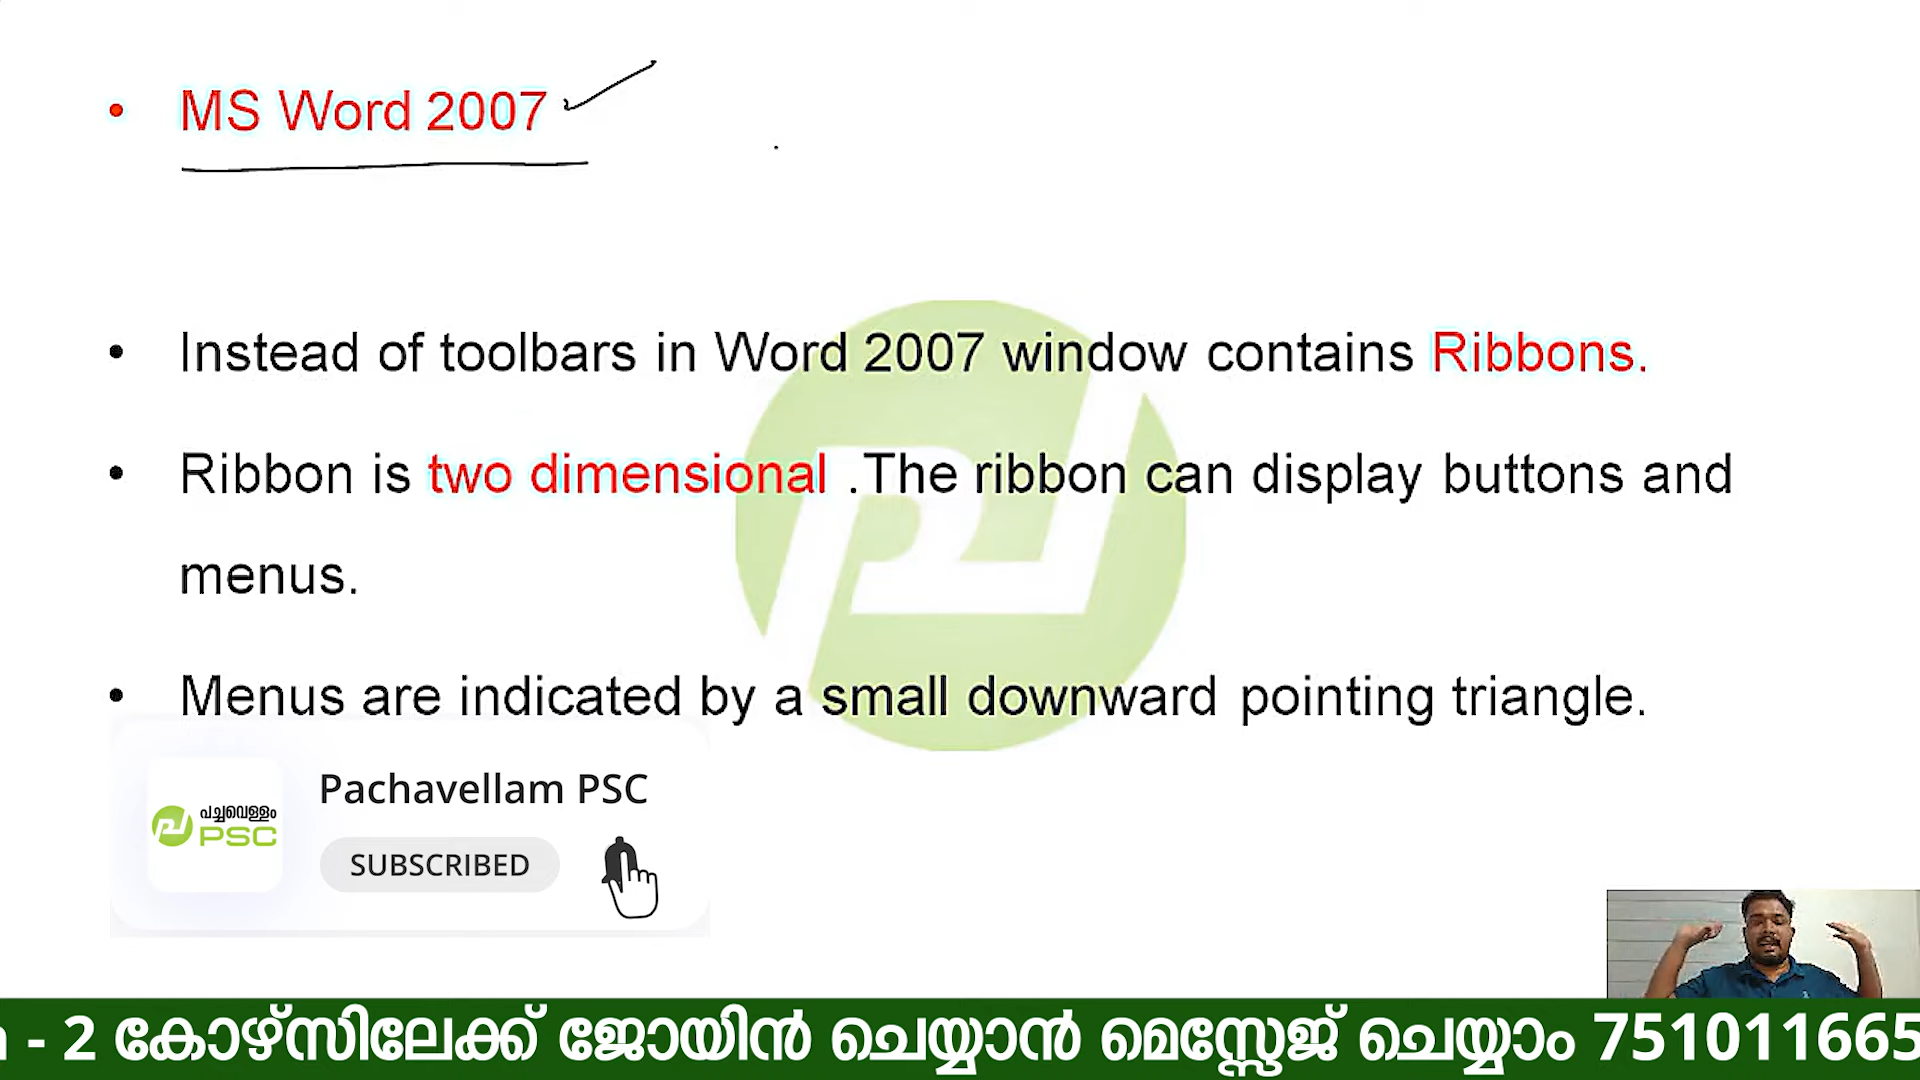 • MS Word 2007
• Instead of toolbars in Word 2007 window contains Ribbons.
• Ribbon is two dimensional .The ribbon can display buttons and
menus.
• Menus are indicated by a small downward pointing triangle.
Pachavellam PSC
പച്ചവെള്ളം
PSC
SUBSCRIBED
- 2 കോഴ്സിലേക്ക് ജോയിൻ ചെയ്യാൻ മെസ്സേജ് ചെയ്യാം 751011665